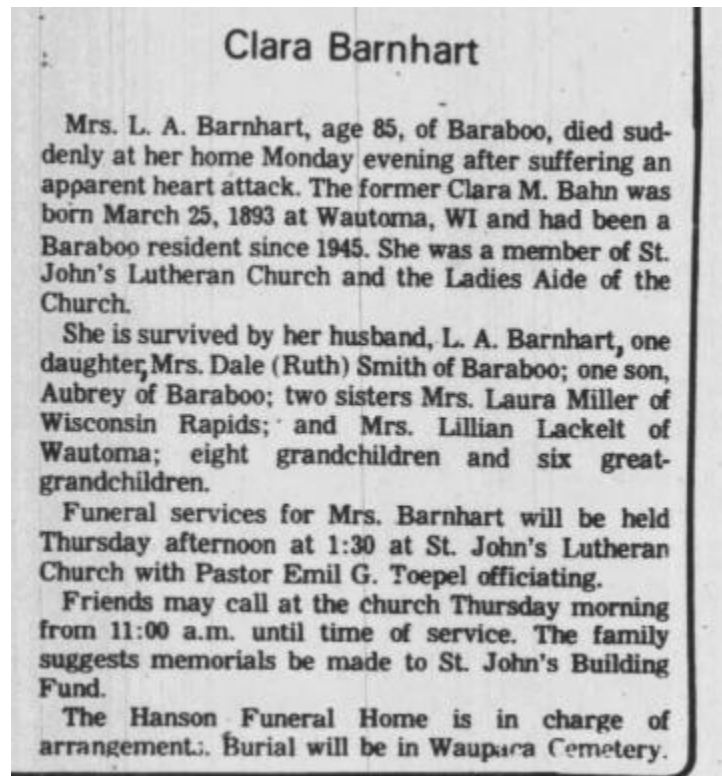 Clara Barnhart
Mrs. L. A. Barnhart, age 85, of Baraboo, died sud-
denly at her home Monday evening after suffering an
apparent heart attack. The former Clara M. Bahn was
born March 25, 1893 at Wautoma, WI and had been a
Baraboo resident since 1945. She was a member of St.
John's Lutheran Church and the Ladies Aide of the
Church.
She is survived by her husband, L. A. Barnhart, one
daughter, Mrs. Dale (Ruth) Smith of Baraboo; one son,
Aubrey of Baraboo; two sisters Mrs. Laura Miller of
Wisconsin Rapids; and Mrs. Lillian Lackelt of
Wautoma; eight grandchildren and six great-
grandchildren.
Funeral services for Mrs. Barnhart will be held
Thursday afternoon at 1:30 at St. John's Lutheran
Church with Pastor Emil G. Toepel officiating.
Friends may call at the church Thursday morning
from 11:00 a.m. until time of service. The family
suggests memorials be made to St. John's Building
Fund.
The Hanson Funeral Home is in charge of
arrangements. Burial will be in Waupaca Cemetery.